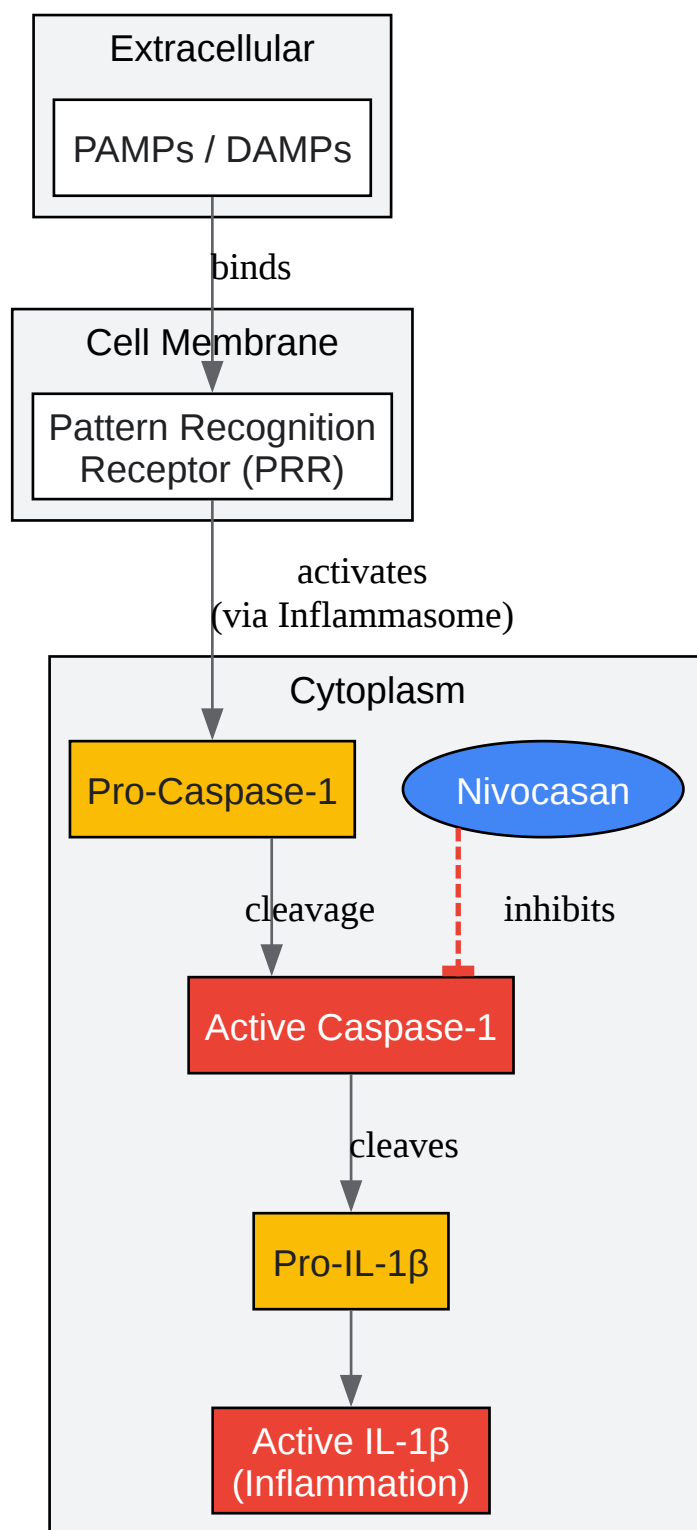 Extracellular
PAMPs / DAMPs
binds
Cell Membrane
Pattern Recognition
Receptor (PRR)
activates
(via Inflammasome)
Cytoplasm
Pro-Caspase-1
Nivocasan
cleavage
inhibits
Active Caspase-1
cleaves
Pro-IL-1β
Active IL-1β
(Inflammation)